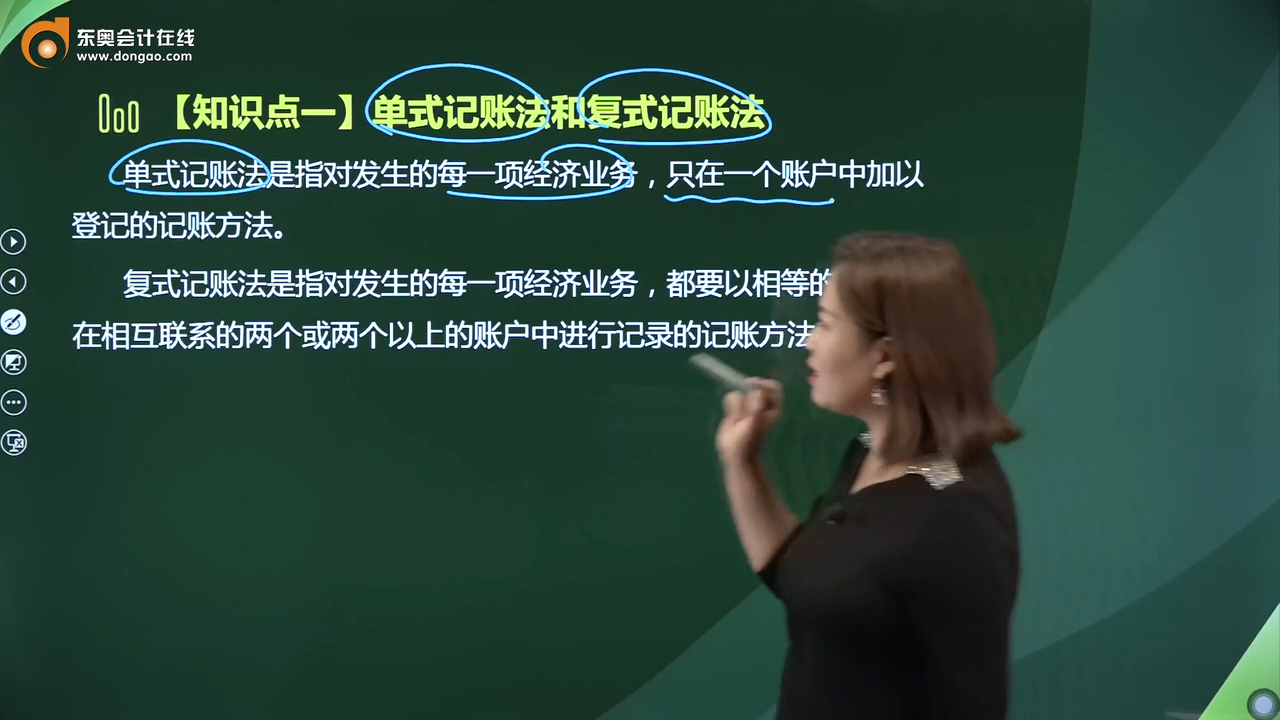 东奥会计在线
www.dongao.com
【知识点一】单式记账法和复式记账法
单式记账法是指对发生的每一项经济业务，只在一个账户中加以
登记的记账方法。
复式记账法是指对发生的每一项经济业务，都要以相等的
在相互联系的两个或两个以上的账户中进行记录的记账方法